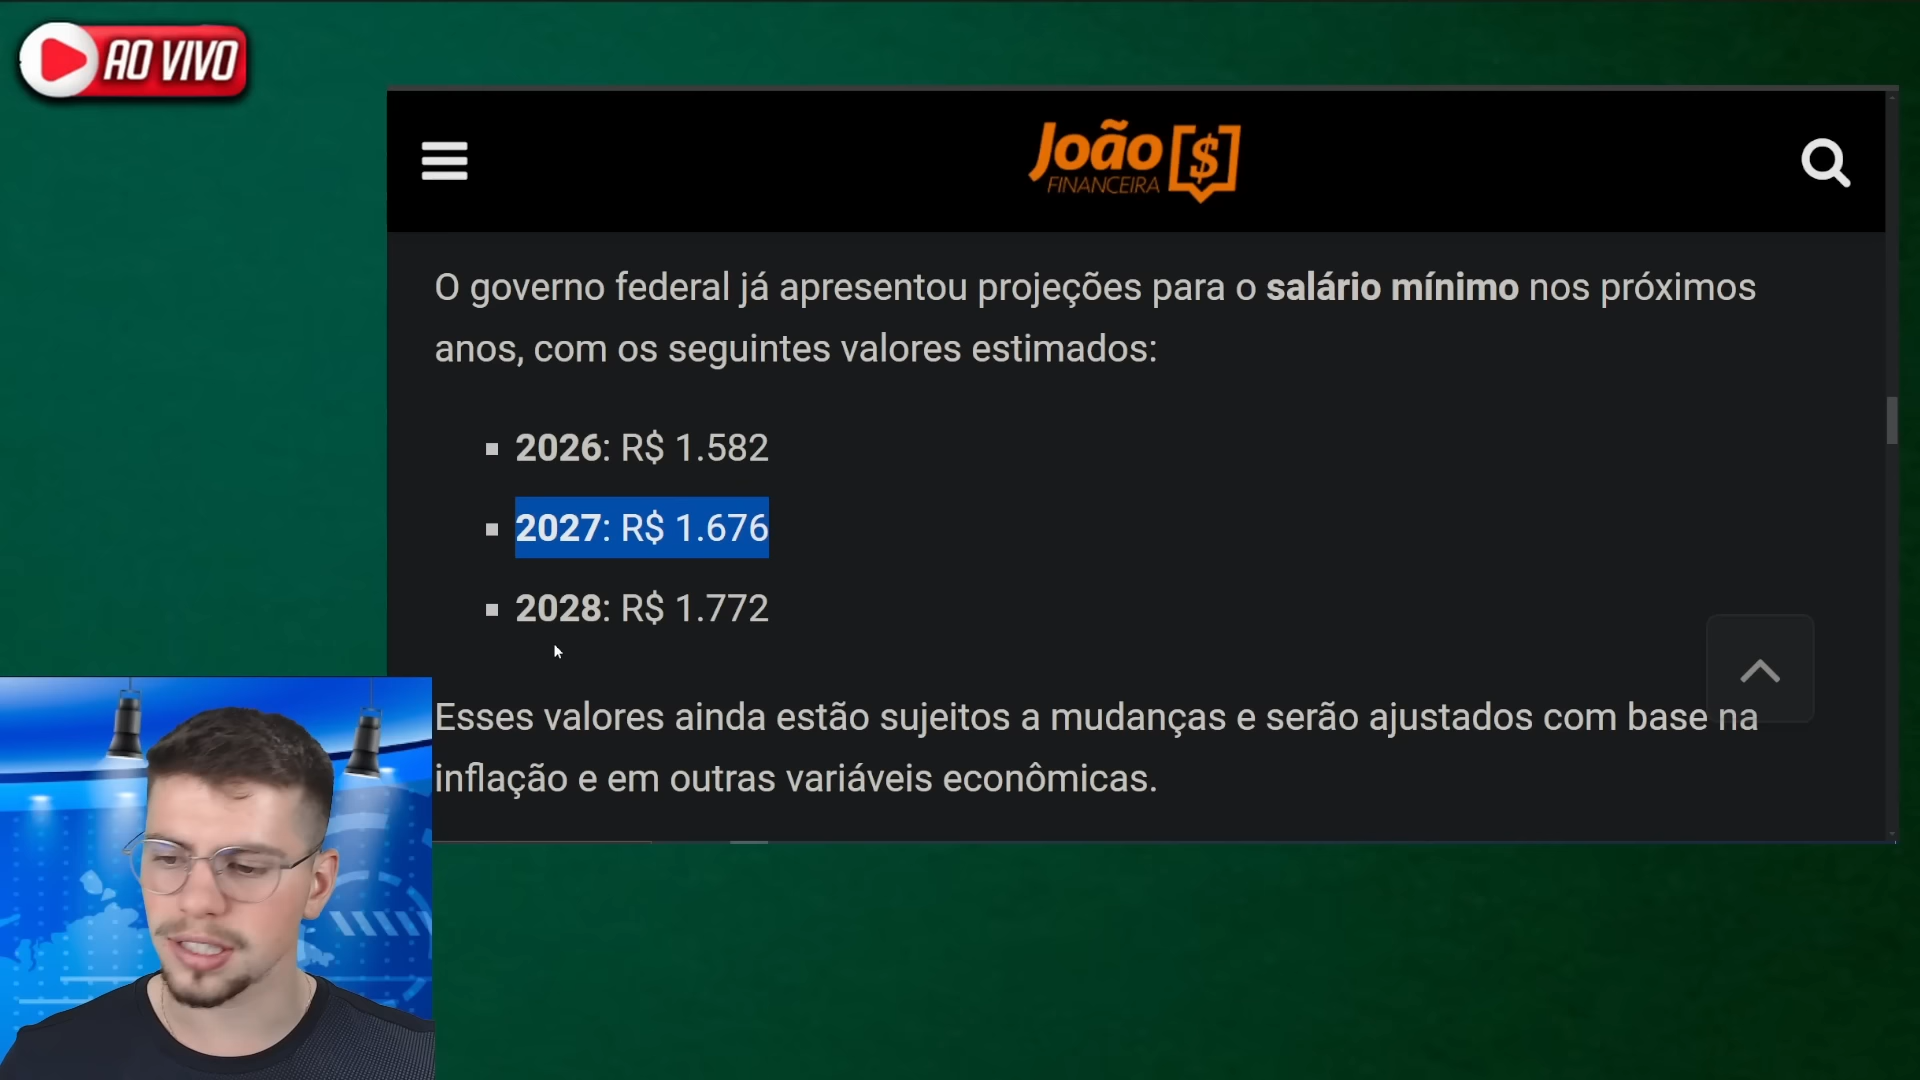 AO VIVO
João
FINANCEIRA
$
O governo federal já apresentou projeções para o salário mínimo nos próximos
anos, com os seguintes valores estimados:
2026: R$ 1.582
2027: R$ 1.676
2028: R$ 1.772
Esses valores ainda estão sujeitos a mudanças e serão ajustados com base na
inflação e em outras variáveis econômicas.